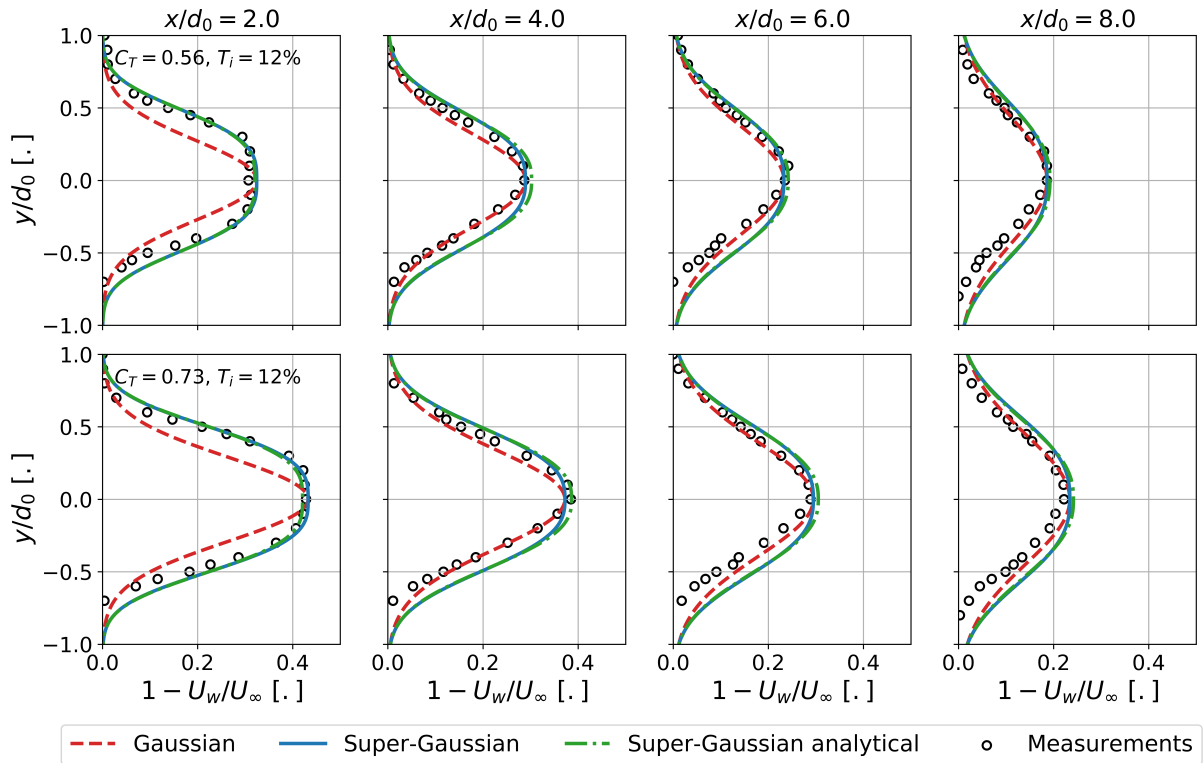 x/d₀ = 2.0 x/d₀ = 4.0 x/d₀ = 6.0 x/d₀ = 8.0
1.0
C_T = 0.56, T_i = 12%
0.5
0.0
−0.5
−1.0
y/d₀ [.]
1.0
C_T = 0.73, T_i = 12%
0.5
0.0
−0.5
−1.0
y/d₀ [.]
0.0 0.2 0.4 0.0 0.2 0.4 0.0 0.2 0.4 0.0 0.2 0.4
1 − U_w/U_∞ [.] 1 − U_w/U_∞ [.] 1 − U_w/U_∞ [.] 1 − U_w/U_∞ [.]
Gaussian Super-Gaussian Super-Gaussian analytical Measurements